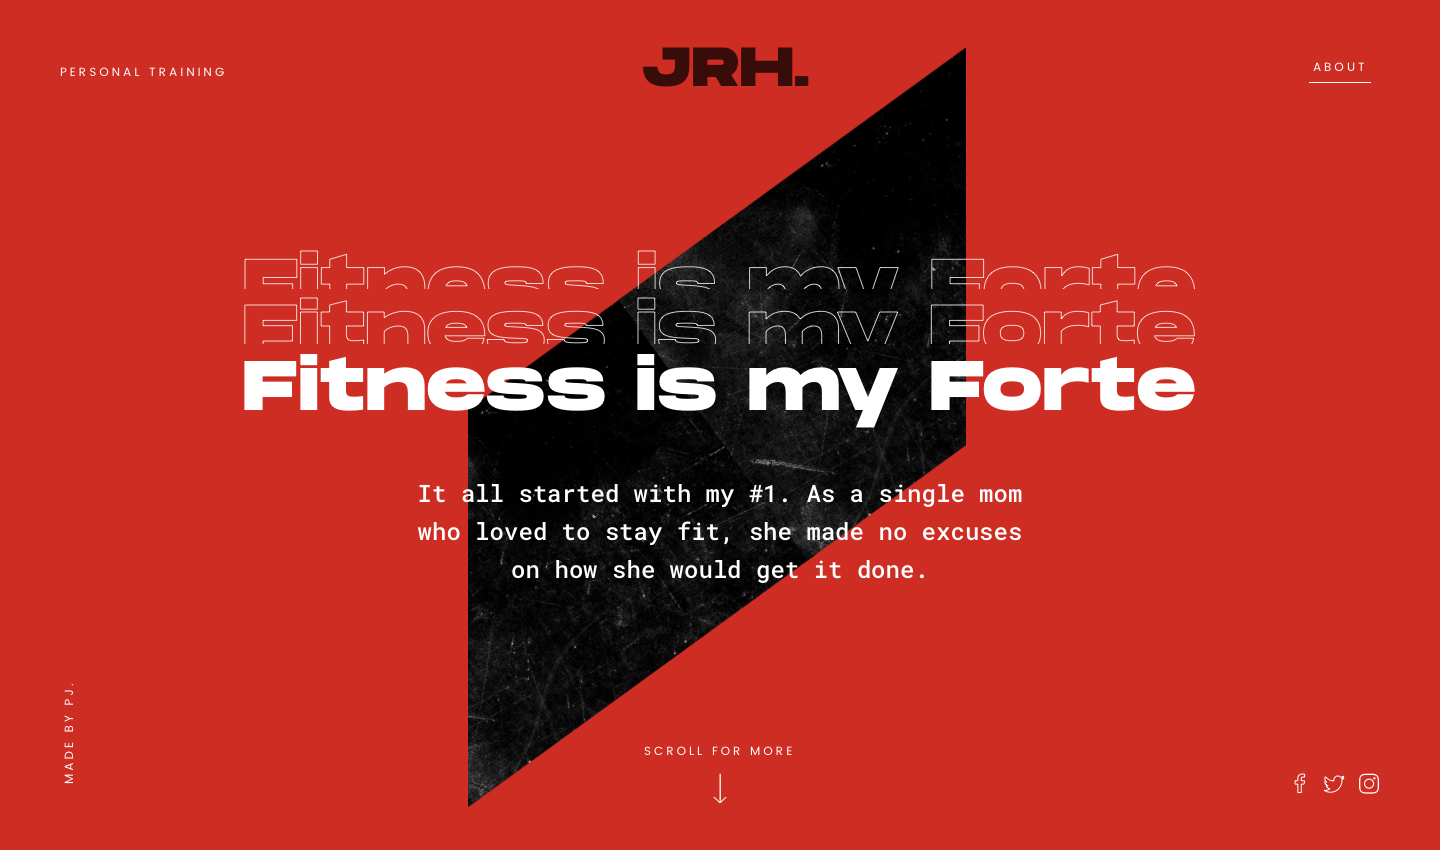 PERSONAL TRAINING
JRH.
ABOUT
Fitness is my Forte
Fitness is my Forte
Fitness is my Forte
It all started with my #1. As a single mom
who loved to stay fit, she made no excuses
on how she would get it done.
MADE BY PJ.
SCROLL FOR MORE